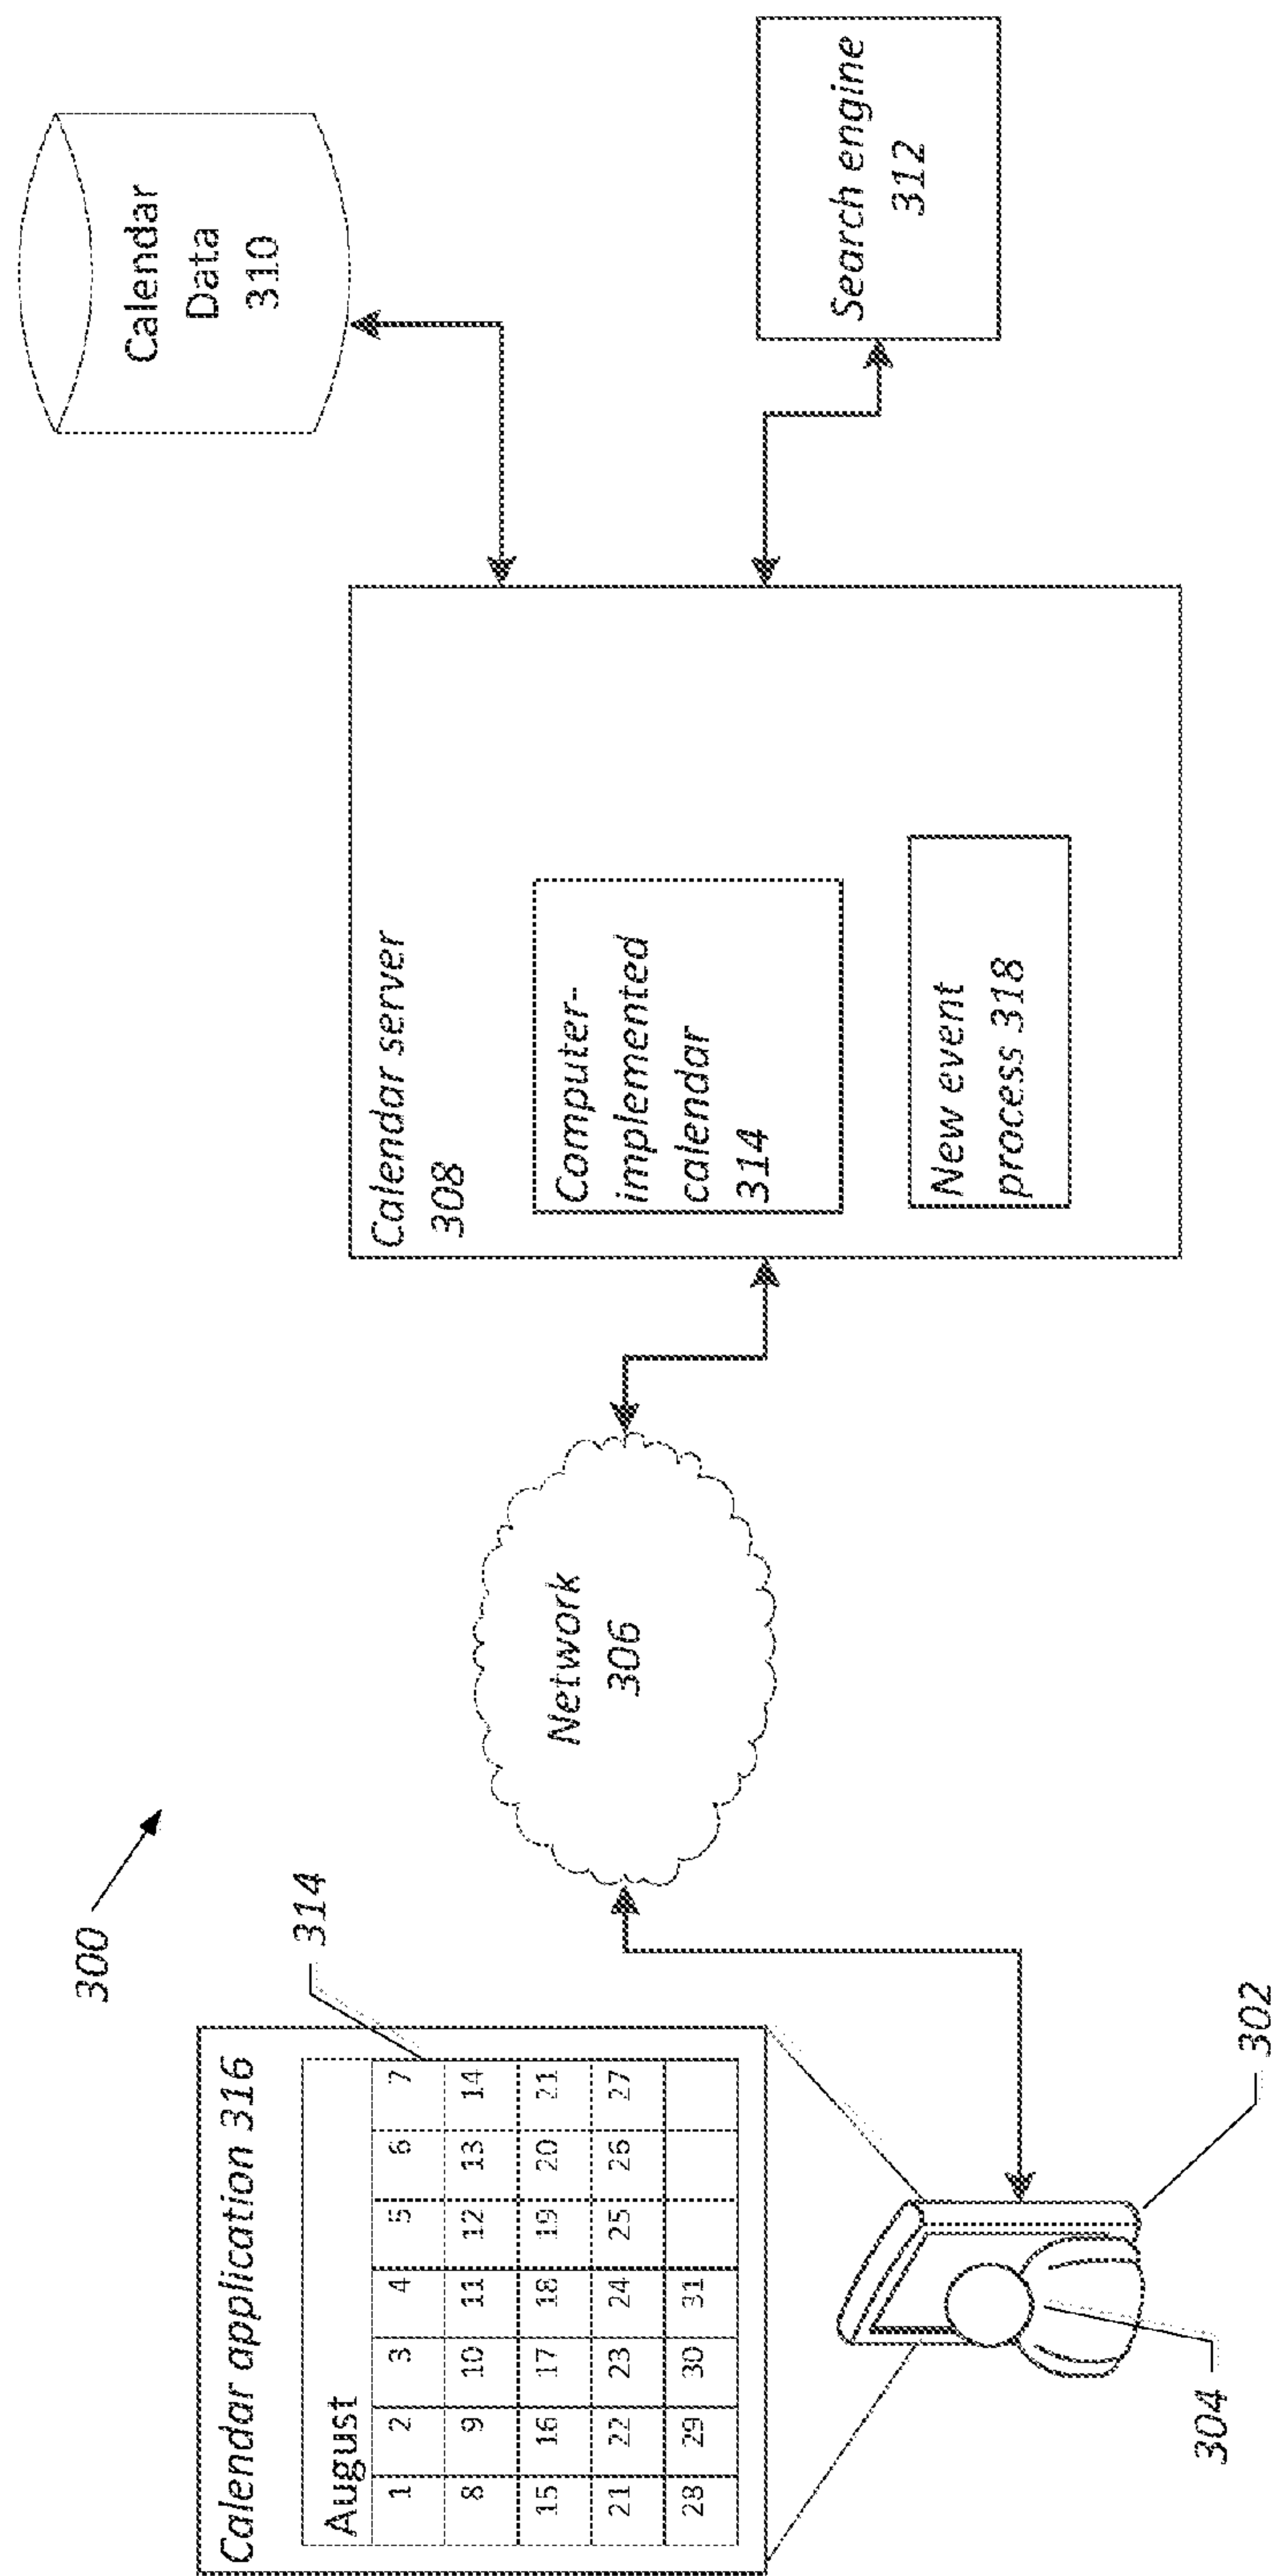 300
Calendar application 316
August
1 2 3 4 5 6 7
8 9 10 11 12 13 14
15 16 17 18 19 20 21
21 22 23 24 25 26 27
28 29 30 31
314
304
302
Network
306
Calendar server
308
Computer-
implemented
calendar
314
New event
process 318
Calendar
Data
310
Search engine
312